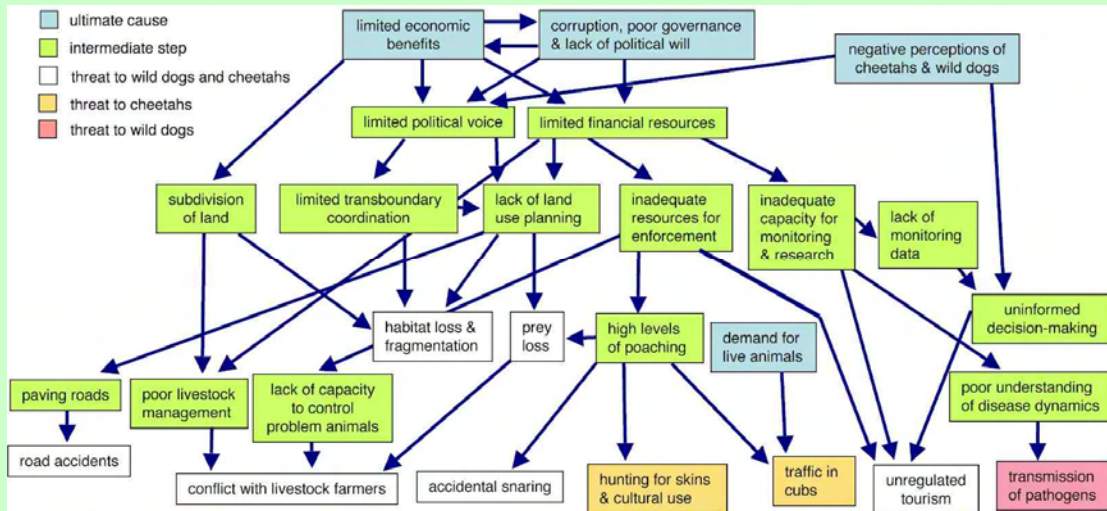 ultimate cause
intermediate step
threat to wild dogs and cheetahs
threat to cheetahs
threat to wild dogs
limited economic
benefits
corruption, poor governance
& lack of political will
negative perceptions of
cheetahs & wild dogs
limited political voice
limited financial resources
subdivision
of land
limited transboundary
coordination
lack of land
use planning
inadequate
resources for
enforcement
inadequate
capacity for
monitoring
& research
lack of
monitoring
data
uninformed
decision-making
habitat loss &
fragmentation
prey
loss
high levels
of poaching
demand for
live animals
paving roads
poor livestock
management
lack of capacity
to control
problem animals
poor understanding
of disease dynamics
road accidents
conflict with livestock farmers
accidental snaring
hunting for skins
& cultural use
traffic in
cubs
unregulated
tourism
transmission
of pathogens